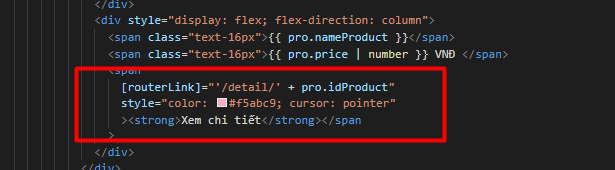 </div>
<div style="display: flex; flex-direction: column">
<span class="text-16px">{{ pro.nameProduct }}</span>
<span class="text-16px">{{ pro.price | number }} VNĐ </span>
<span
[routerLink]="'/detail/' + pro.idProduct"
style="color: #f5abc9; cursor: pointer"
><strong>Xem chi tiết</strong></span
>
</div>
</div>